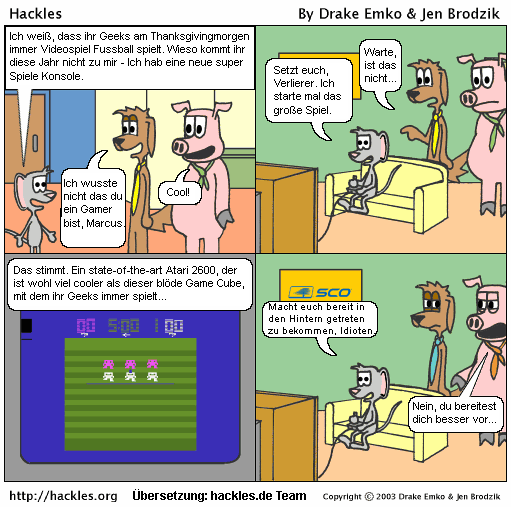 Hackles
By Drake Emko & Jen Brodzik
Ich weiß, dass ihr Geeks am Thanksgivingmorgen
immer Videospiel Fussball spielt. Wieso kommt ihr
diese Jahr nicht zu mir - Ich hab eine neue super
Spiele Konsole.
Ich wusste
nicht das du
ein Gamer
bist, Marcus.
Cool!
Setzt euch,
Verlierer. Ich
starte mal das
große Spiel.
Warte,
ist das
nicht...
Das stimmt. Ein state-of-the-art Atari 2600, der
ist wohl viel cooler als dieser blöde Game Cube,
mit dem ihr Geeks immer spielt...
00 5:00 1 00
SCO
Macht euch bereit in
den Hintern getreten
zu bekommen, Idioten.
Nein, du bereitest
dich besser vor...
http://hackles.org
Übersetzung: hackles.de Team
Copyright © 2003 Drake Emko & Jen Brodzik